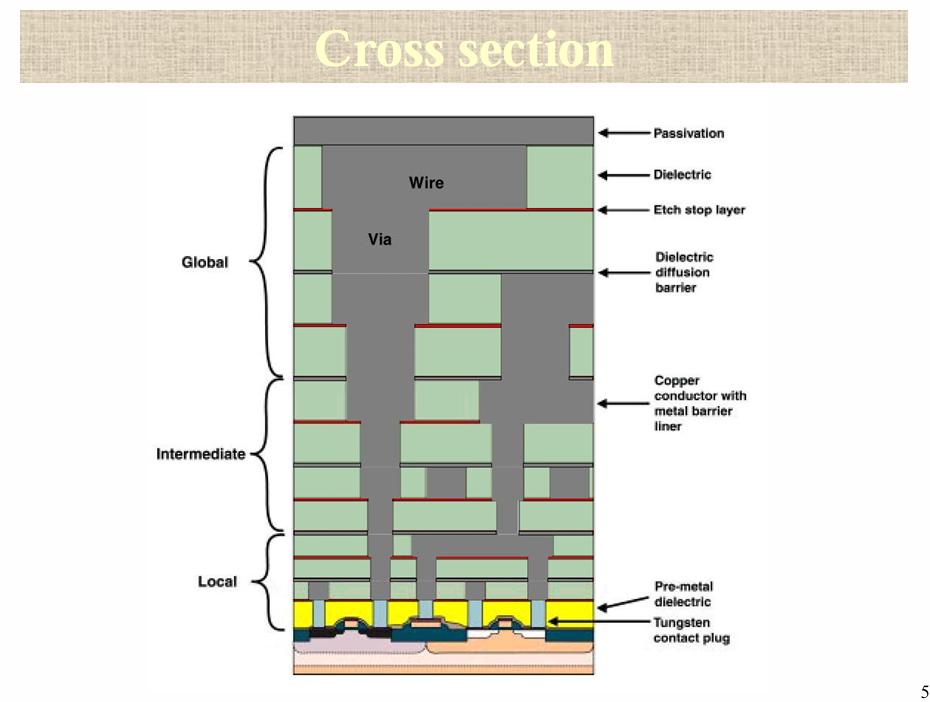 Cross section
Passivation
Dielectric
Wire
Etch stop layer
Via
Global
Dielectric
diffusion
barrier
Copper
conductor with
metal barrier
liner
Intermediate
Local
Pre-metal
dielectric
Tungsten
contact plug
5